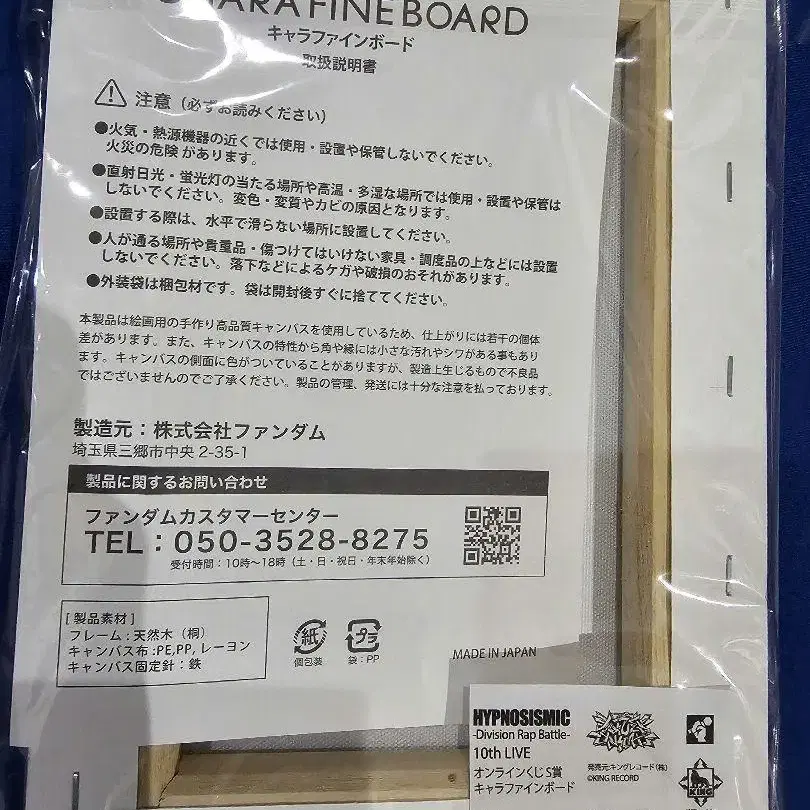 CHARA FINE BOARD
キャラファインボード
取扱説明書
注意（必ずお読みください）
●火気・熱源機器の近くでは使用・設置や保管しないでください。
火災の危険 があります。
●直射日光・蛍光灯の当たる場所や高温・多湿な場所では使用・設置や保管は
しないでください。変色・変質やカビの原因となります。
●設置する際は、水平で滑らない場所に設置してください。
●人が通る場所や貴重品・傷つけてはいけない家具・調度品の上などには設置
しないでください。落下などによるケガや破損のおそれがあります。
●外装袋は梱包材です。袋は開封後すぐに捨ててください。
本製品は絵画用の手作り高品質キャンバスを使用しているため、仕上がりには若干の個体
差があります。また、キャンバスの特性から角や縁には小さな汚れやシワがある事もあり
ます。キャンバスの側面に色がついていることがありますが、製造上生じるもので不良品
ではございませんのでご了承ください。製品の管理、発送には十分な注意を払っております。
製造元：株式会社ファンダム
埼玉県三郷市中央 2-35-1
製品に関するお問い合わせ
ファンダムカスタマーセンター
TEL：050-3528-8275
受付時間：10時〜18時（土・日・祝日・年末年始除く）
[ 製品素材 ]
フレーム：天然木（桐）
キャンバス布：PE,PP, レーヨン
キャンバス固定針：鉄
紙
個包装
プラ
袋：PP
MADE IN JAPAN
HYPNOSISMIC
-Division Rap Battle-
10th LIVE
オンラインくじ S賞
キャラファインボード
発売元：キングレコード（株）
©KING RECORD
KING